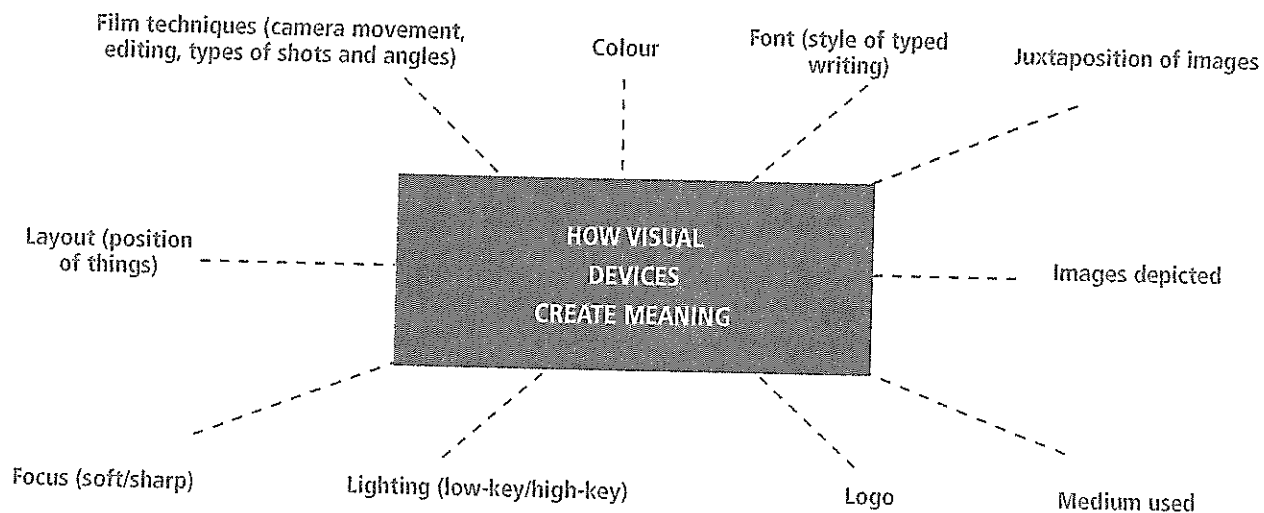 Film techniques (camera movement,
editing, types of shots and angles)
Colour
Font (style of typed
writing)
Juxtaposition of images
Layout (position
of things)
HOW VISUAL
DEVICES
CREATE MEANING
Images depicted
Focus (soft/sharp)
Lighting (low-key/high-key)
Logo
Medium used